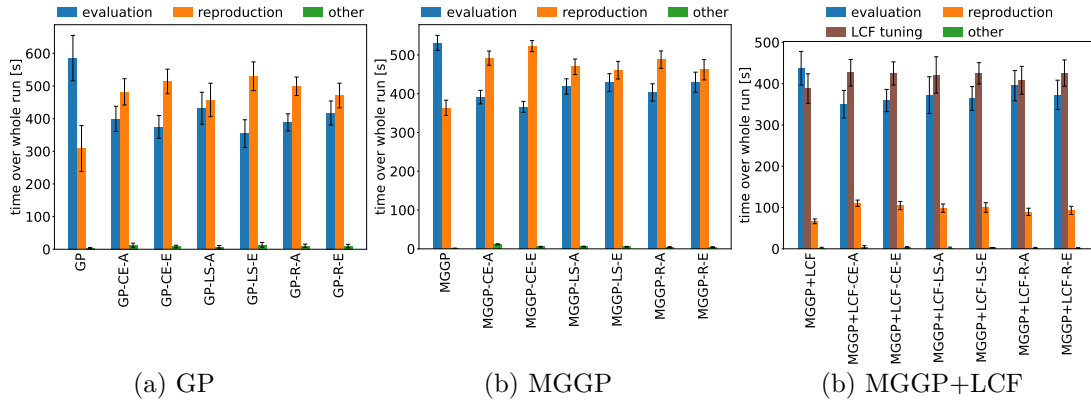 evaluation reproduction other
time over whole run [s]
600
500
400
300
200
100
0
GP
GP-CE-A
GP-CE-E
GP-LS-A
GP-LS-E
GP-R-A
GP-R-E
(a) GP
evaluation reproduction other
time over whole run [s]
500
400
300
200
100
0
MGGP
MGGP-CE-A
MGGP-CE-E
MGGP-LS-A
MGGP-LS-E
MGGP-R-A
MGGP-R-E
(b) MGGP
evaluation reproduction
LCF tuning other
time over whole run [s]
500
400
300
200
100
0
MGGP+LCF
MGGP+LCF-CE-A
MGGP+LCF-CE-E
MGGP+LCF-LS-A
MGGP+LCF-LS-E
MGGP+LCF-R-A
MGGP+LCF-R-E
(b) MGGP+LCF